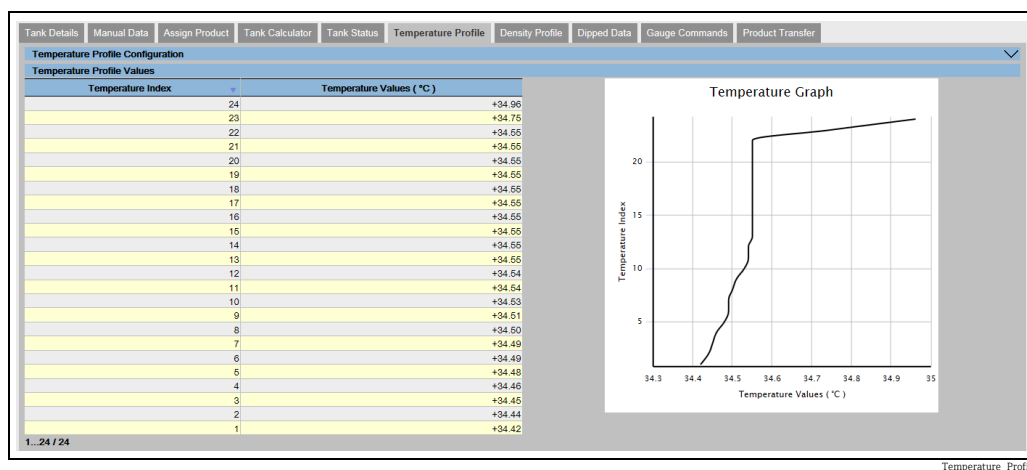 Tank Details Manual Data Assign Product Tank Calculator Tank Status Temperature Profile Density Profile Dipped Data Gauge Commands Product Transfer
Temperature Profile Configuration
Temperature Profile Values
Temperature Index Temperature Values ( °C )
24 +34.96
23 +34.75
22 +34.55
21 +34.55
20 +34.55
19 +34.55
18 +34.55
17 +34.55
16 +34.55
15 +34.55
14 +34.55
13 +34.55
12 +34.54
11 +34.54
10 +34.53
9 +34.51
8 +34.50
7 +34.49
6 +34.49
5 +34.48
4 +34.46
3 +34.45
2 +34.44
1 +34.42
1...24 / 24
Temperature Graph
Temperature Index
20
15
10
5
34.3 34.4 34.5 34.6 34.7 34.8 34.9 35
Temperature Values ( °C )
Temperature_Prof